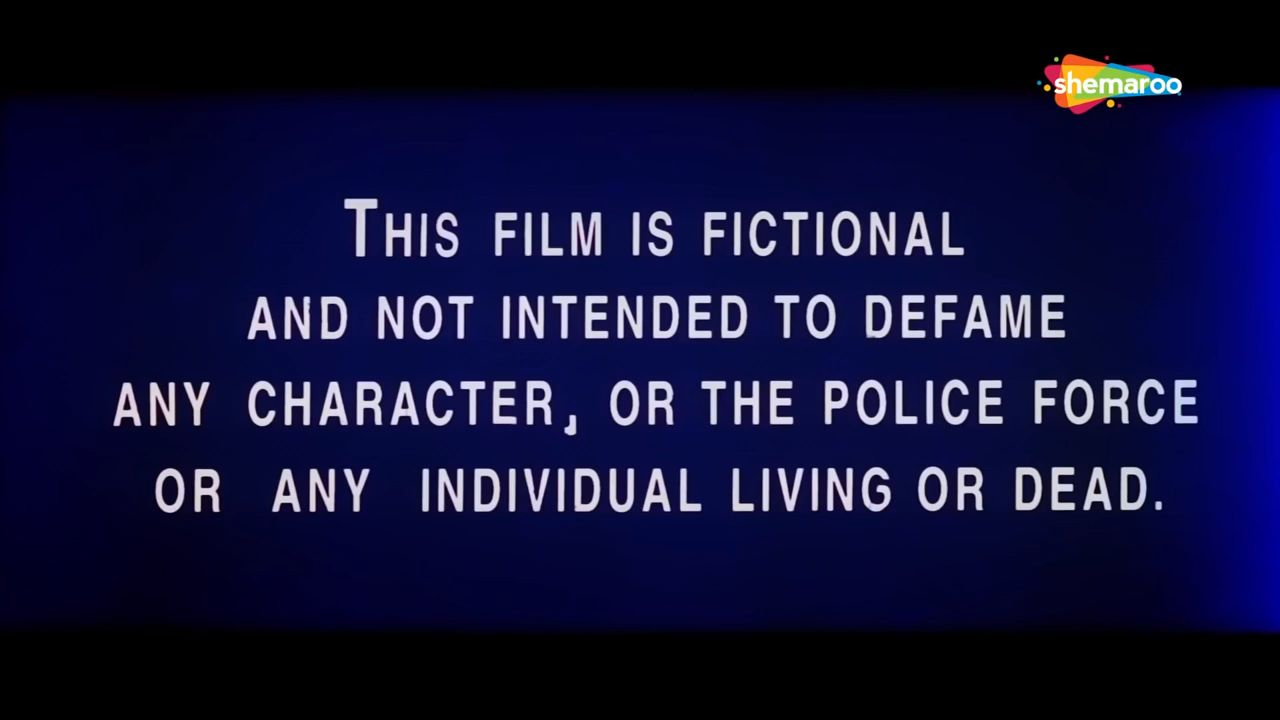 shemaroo
THIS FILM IS FICTIONAL
AND NOT INTENDED TO DEFAME
ANY CHARACTER, OR THE POLICE FORCE
OR ANY INDIVIDUAL LIVING OR DEAD.